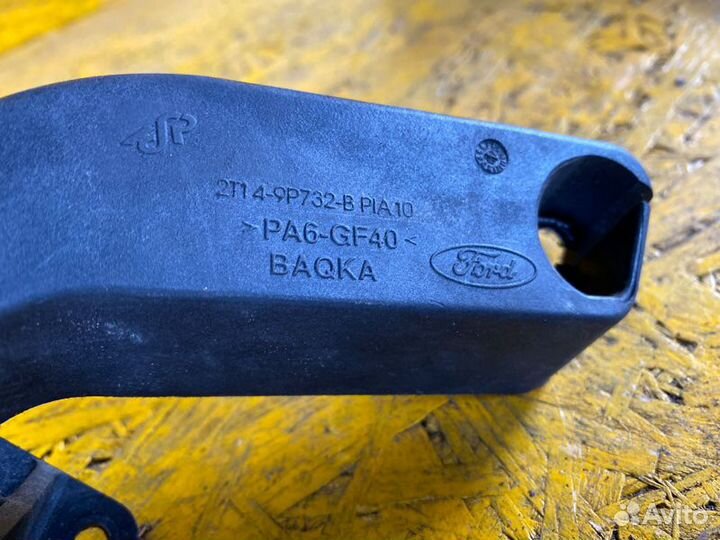 2T14-9P732-B PIA10
>PA6-GF40<
BAQKA
Ford
Avito